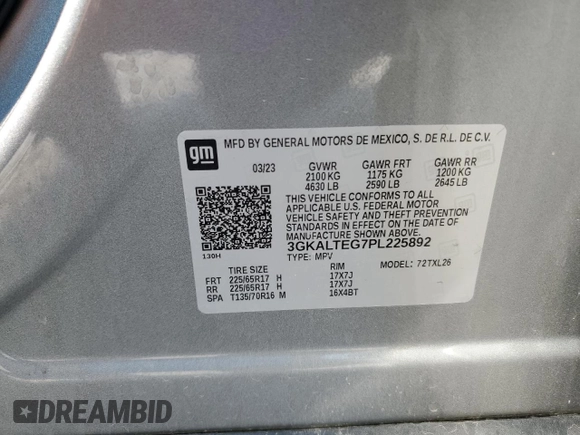 gm MFD BY GENERAL MOTORS DE MEXICO, S. DE R.L. DE C.V.
03/23 GVWR GAWR FRT GAWR RR
2100 KG 1175 KG 1200 KG
4630 LB 2590 LB 2645 LB
THIS VEHICLE CONFORMS TO ALL
APPLICABLE U.S. FEDERAL MOTOR
VEHICLE SAFETY AND THEFT PREVENTION
STANDARDS IN EFFECT ON THE DATE OF
MANUFACTURE SHOWN ABOVE.
3GKALTEG7PL225892
130H TYPE: MPV MODEL: 72TXL26
TIRE SIZE RIM
FRT 225/65R17 H 17X7J
RR 225/65R17 H 17X7J
SPA T135/70R16 M 16X4BT
DREAMBID